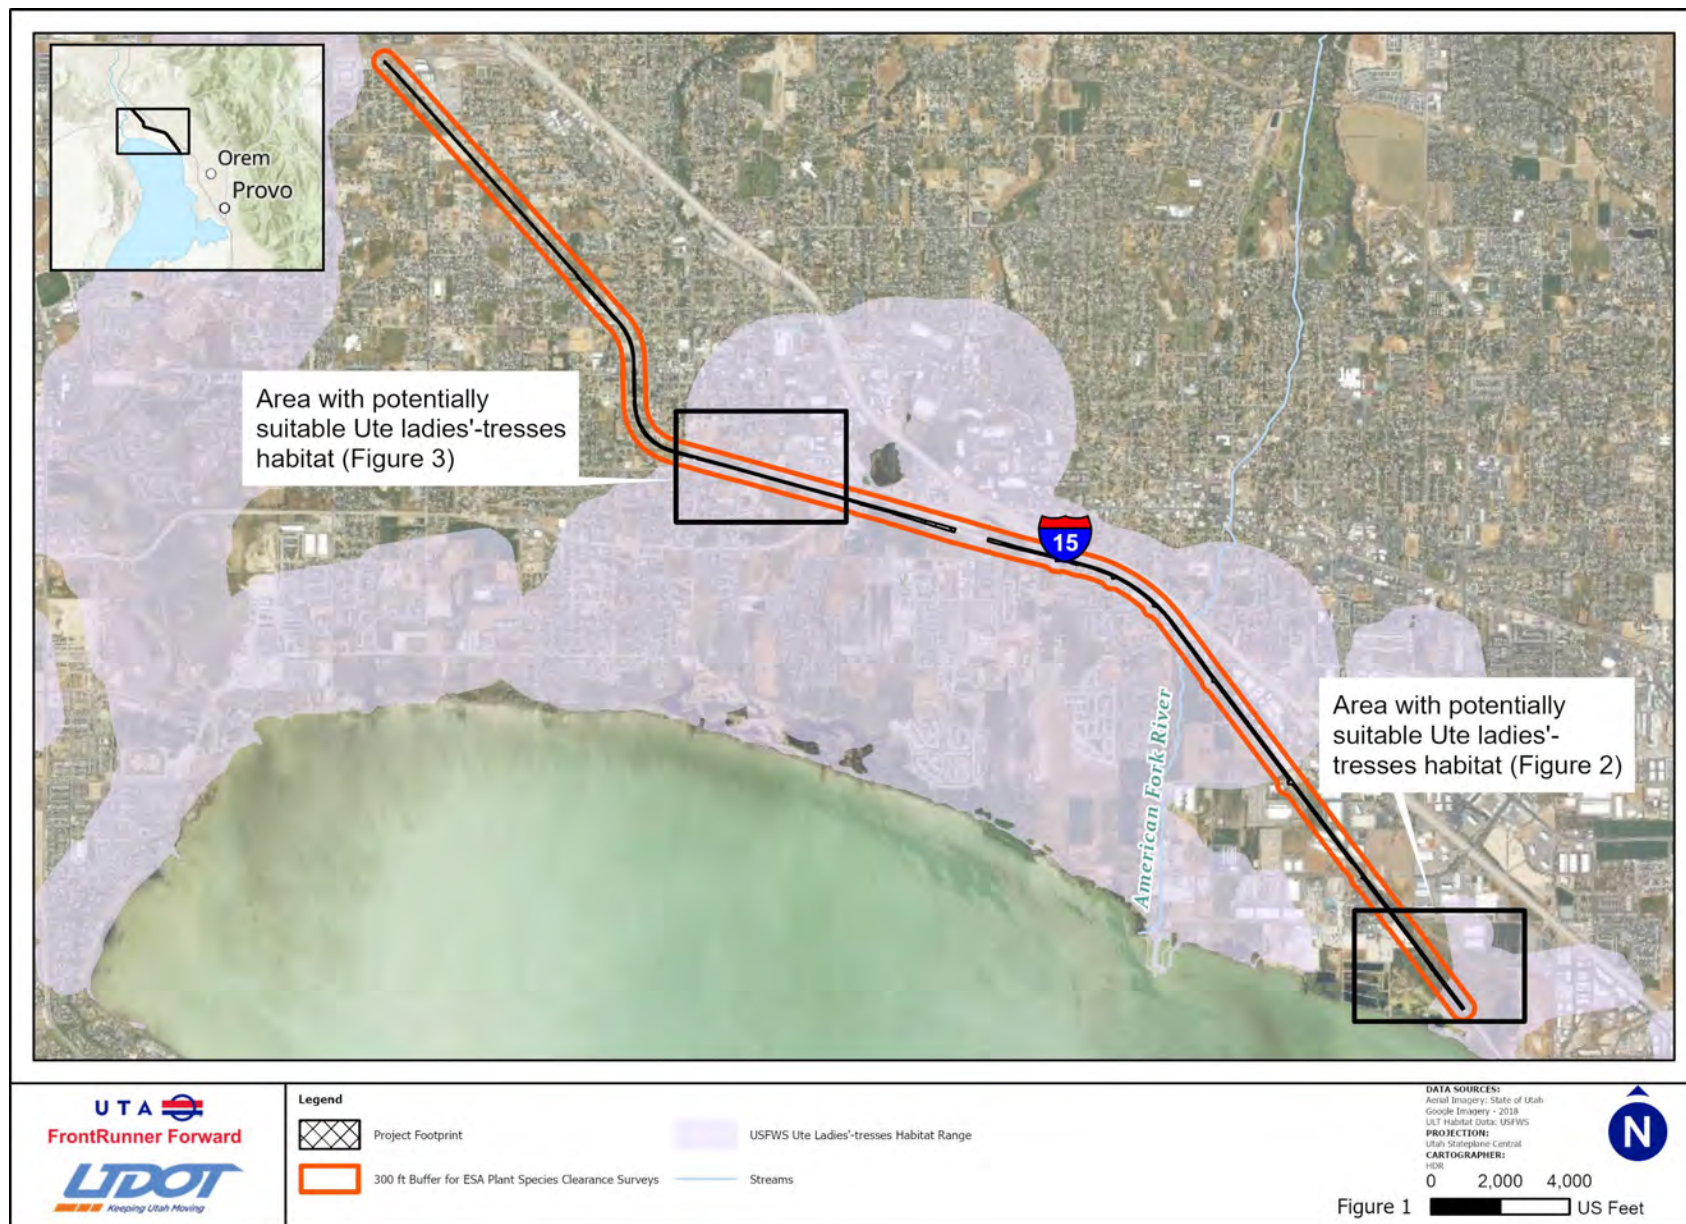 Orem
Provo
Area with potentially
suitable Ute ladies'-tresses
habitat (Figure 3)
15
American Fork River
Area with potentially
suitable Ute ladies'-
tresses habitat (Figure 2)
UTA
FrontRunner Forward
UDOT
Keeping Utah Moving
Legend
Project Footprint
300 ft Buffer for ESA Plant Species Clearance Surveys
USFWS Ute Ladies'-tresses Habitat Range
Streams
DATA SOURCES:
Aerial Imagery: State of Utah
Google Imagery - 2018
ULT Habitat Data: USFWS
PROJECTION:
Utah Stateplane Central
CARTOGRAPHER:
HDR
N
0 2,000 4,000
Figure 1
US Feet